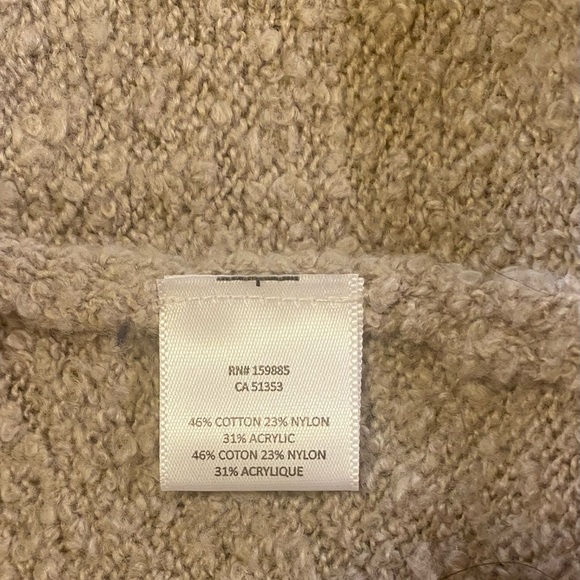 RN# 159885
CA 51353
46% COTTON 23% NYLON
31% ACRYLIC
46% COTON 23% NYLON
31% ACRYLIQUE